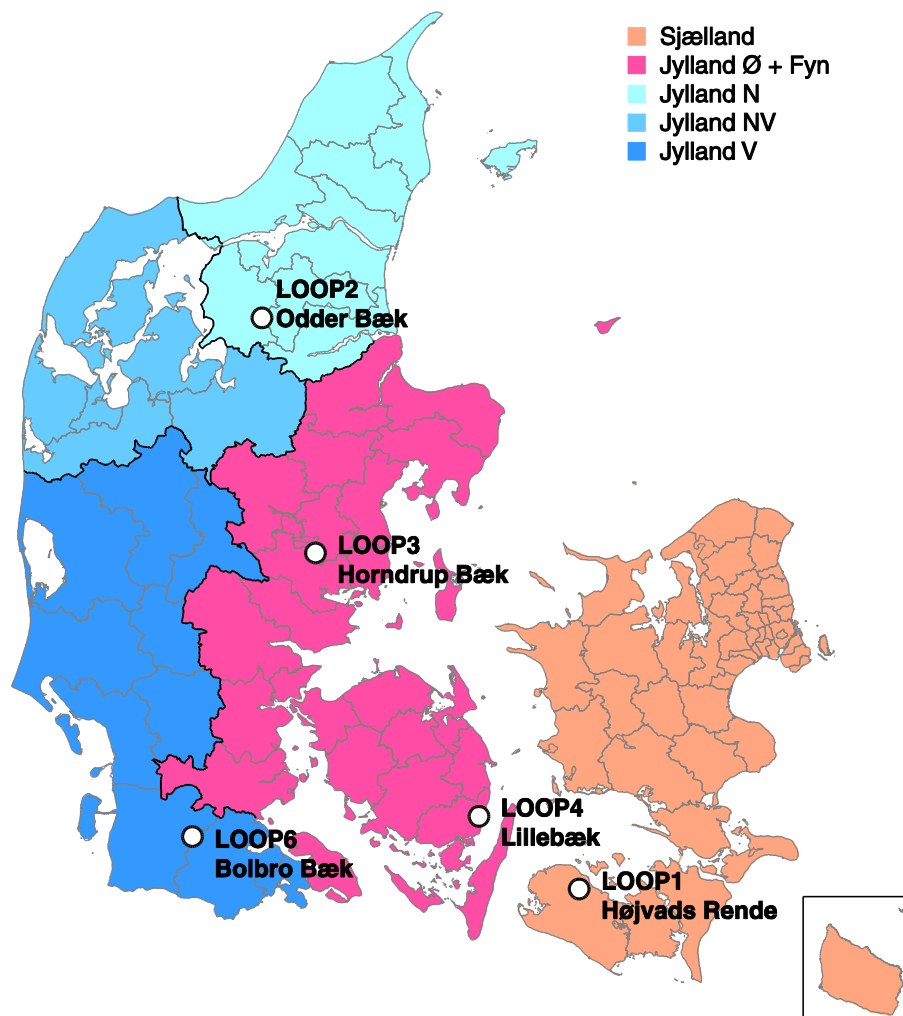 Sjælland
Jylland Ø + Fyn
Jylland N
Jylland NV
Jylland V
LOOP2
Odder Bæk
LOOP3
Horndrup Bæk
LOOP4
Lillebæk
LOOP6
Bolbro Bæk
LOOP1
Højvads Rende